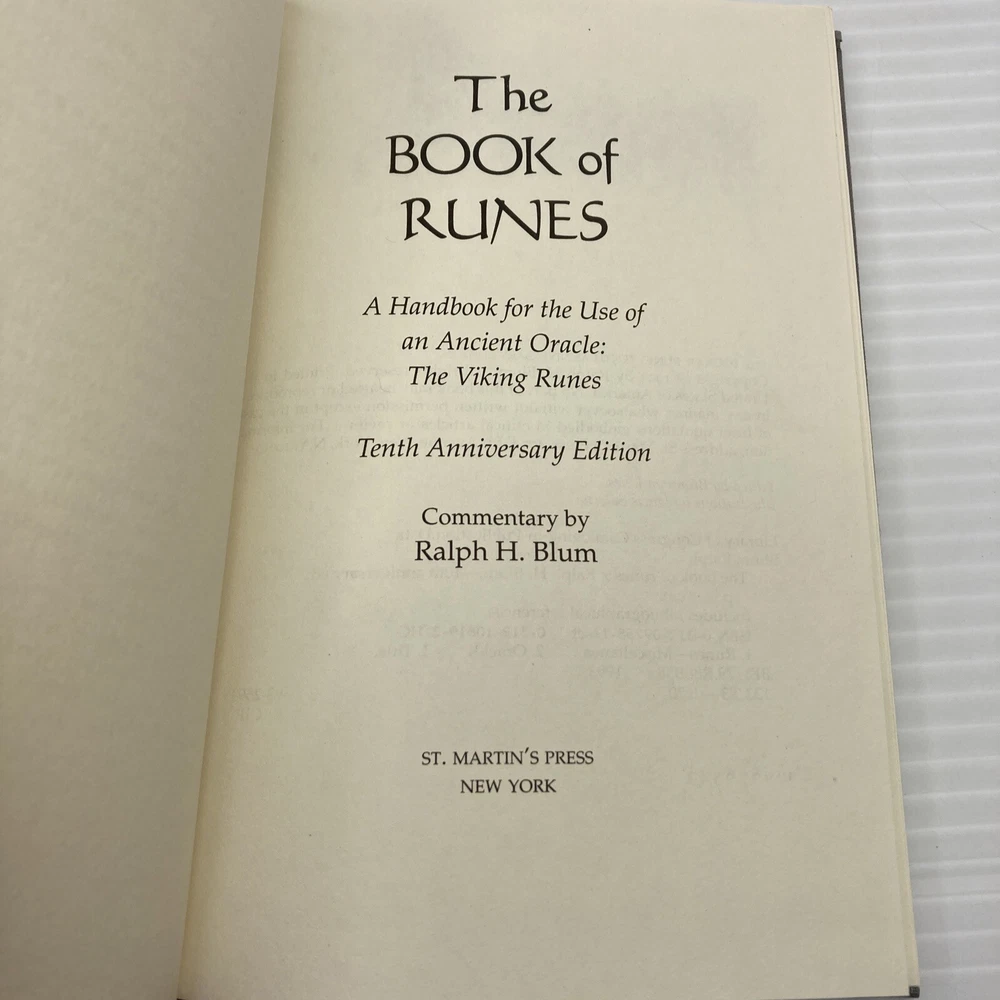 The
BOOK of
RUNES
A Handbook for the Use of
an Ancient Oracle:
The Viking Runes
Tenth Anniversary Edition
Commentary by
Ralph H. Blum
ST. MARTIN'S PRESS
NEW YORK